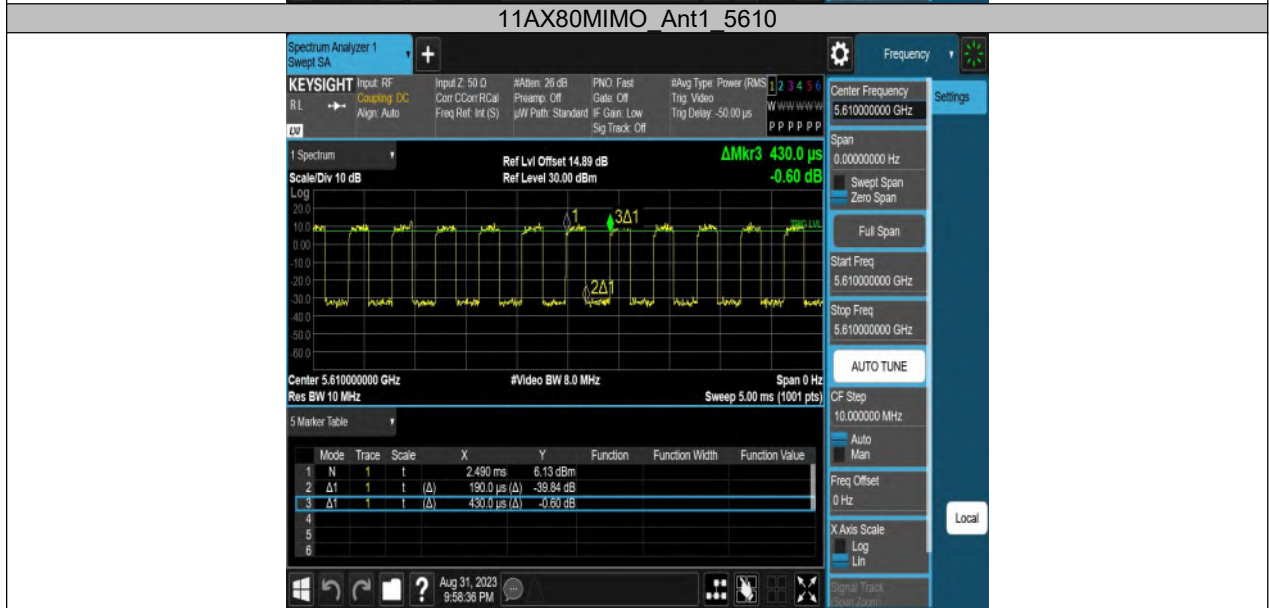 11AX80MIMO_Ant1_5610
Spectrum Analyzer 1
Swept SA
+
Frequency
KEYSIGHT
RL
LXI
Input: RF
Coupling: DC
Align: Auto
Input Z: 50 Ω
Corr CCorr RCal
Freq Ref: Int (S)
#Atten: 26 dB
Preamp: Off
µW Path: Standard
PNO: Fast
Gate: Off
IF Gain: Low
Sig Track: Off
#Avg Type: Power (RMS
Trig: Video
Trig Delay: -50.00 µs
1 2 3 4 5 6
W W W W W W
P P P P P P
Center Frequency
5.610000000 GHz
Settings
Span
0.00000000 Hz
Swept Span
Zero Span
Full Span
Start Freq
5.610000000 GHz
Stop Freq
5.610000000 GHz
AUTO TUNE
CF Step
10.000000 MHz
Auto
Man
Freq Offset
0 Hz
X Axis Scale
Log
Lin
Signal Track
(Span Zoom)
Local
1 Spectrum
Scale/Div 10 dB
Ref Lvl Offset 14.89 dB
Ref Level 30.00 dBm
ΔMkr3 430.0 µs
-0.60 dB
Log
20.0
10.0
0.00
-10.0
-20.0
-30.0
-40.0
-50.0
-60.0
1
3Δ1
2Δ1
TRIG LVL
Center 5.610000000 GHz
#Video BW 8.0 MHz
Span 0 Hz
Res BW 10 MHz
Sweep 5.00 ms (1001 pts)
5 Marker Table
Mode Trace Scale X Y Function Function Width Function Value
1 N 1 t 2.490 ms 6.13 dBm
2 Δ1 1 t (Δ) 190.0 µs (Δ) -39.84 dB
3 Δ1 1 t (Δ) 430.0 µs (Δ) -0.60 dB
4
5
6
?
Aug 31, 2023
9:58:36 PM